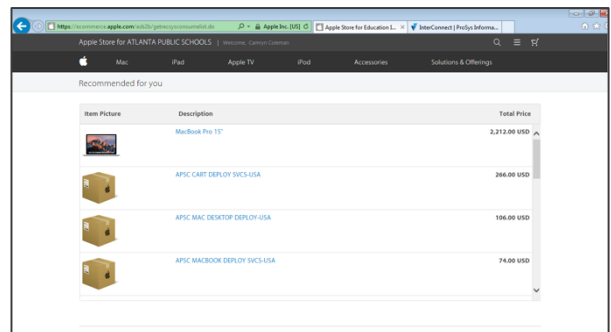 https://ecommerce.apple.com/asb2b/getrecsysconsumelist.do
Apple Inc. [US]
Apple Store for Education I...
InterConnect | ProSys Informa...
Apple Store for ATLANTA PUBLIC SCHOOLS | Welcome, Camryn Coleman
Mac iPad Apple TV iPod Accessories Solutions & Offerings
Recommended for you
Item Picture Description Total Price
MacBook Pro 15" 2,212.00 USD
APSC CART DEPLOY SVCS-USA 266.00 USD
APSC MAC DESKTOP DEPLOY-USA 106.00 USD
APSC MACBOOK DEPLOY SVCS-USA 74.00 USD